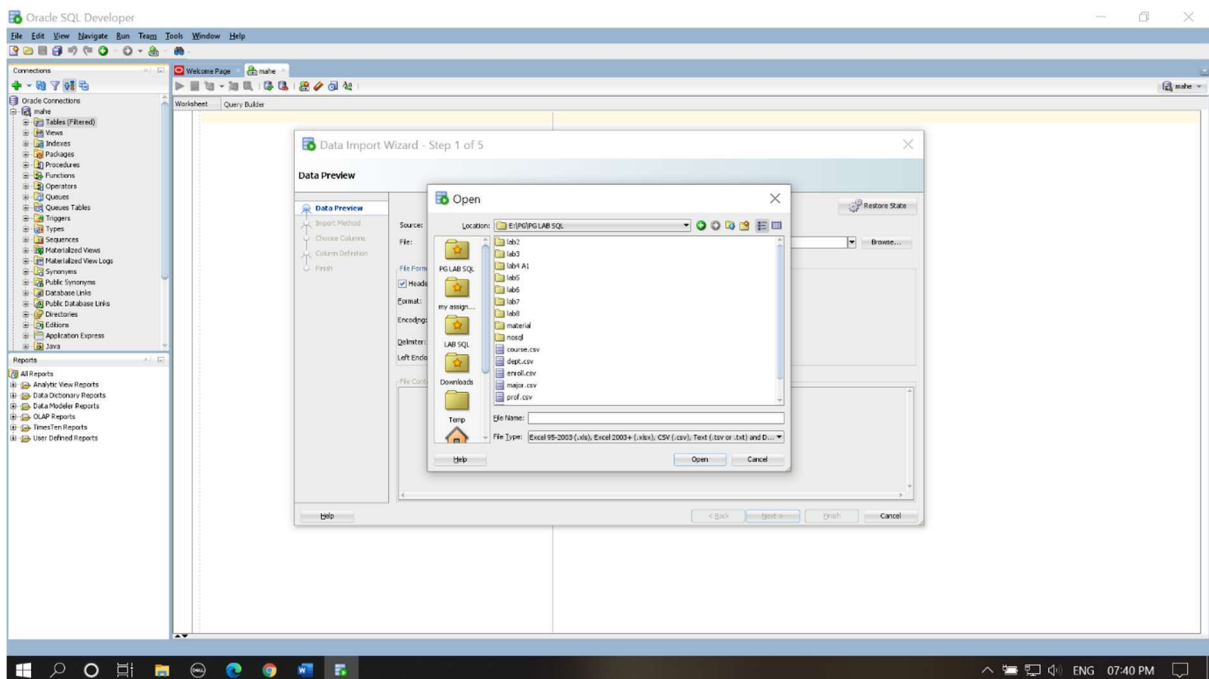 Oracle SQL Developer
File Edit View Navigate Run Team Tools Window Help
Connections
Oracle Connections
mahe
Tables (Filtered)
Views
Indexes
Packages
Procedures
Functions
Operators
Queues
Queues Tables
Triggers
Types
Sequences
Materialized Views
Materialized View Logs
Synonyms
Public Synonyms
Database Links
Public Database Links
Directories
Editions
Application Express
Java
Reports
All Reports
Analytic View Reports
Data Dictionary Reports
Data Modeler Reports
OLAP Reports
TimesTen Reports
User Defined Reports
Welcome Page mahe
mahe
Worksheet Query Builder
Data Import Wizard - Step 1 of 5
Data Preview
Data Preview
Import Method
Choose Columns
Column Definition
Finish
Restore State
Source:
File:
Browse...
File Form
Heade
Format:
Encoding:
Delimiter:
Left Enclo
File Cont
Open
Location: E:\PG\PG LAB SQL
PG LAB SQL
my assign...
LAB SQL
Downloads
Temp
lab2
lab3
lab4 A1
lab5
lab6
lab7
lab8
material
nosql
course.csv
dept.csv
enroll.csv
major.csv
prof.csv
File Name:
File Type: Excel 95-2003 (.xls); Excel 2003+ (.xlsx); CSV (.csv); Text (.tsv or .txt) and D...
Help Open Cancel
Help < Back Next > Finish Cancel
ENG 07:40 PM